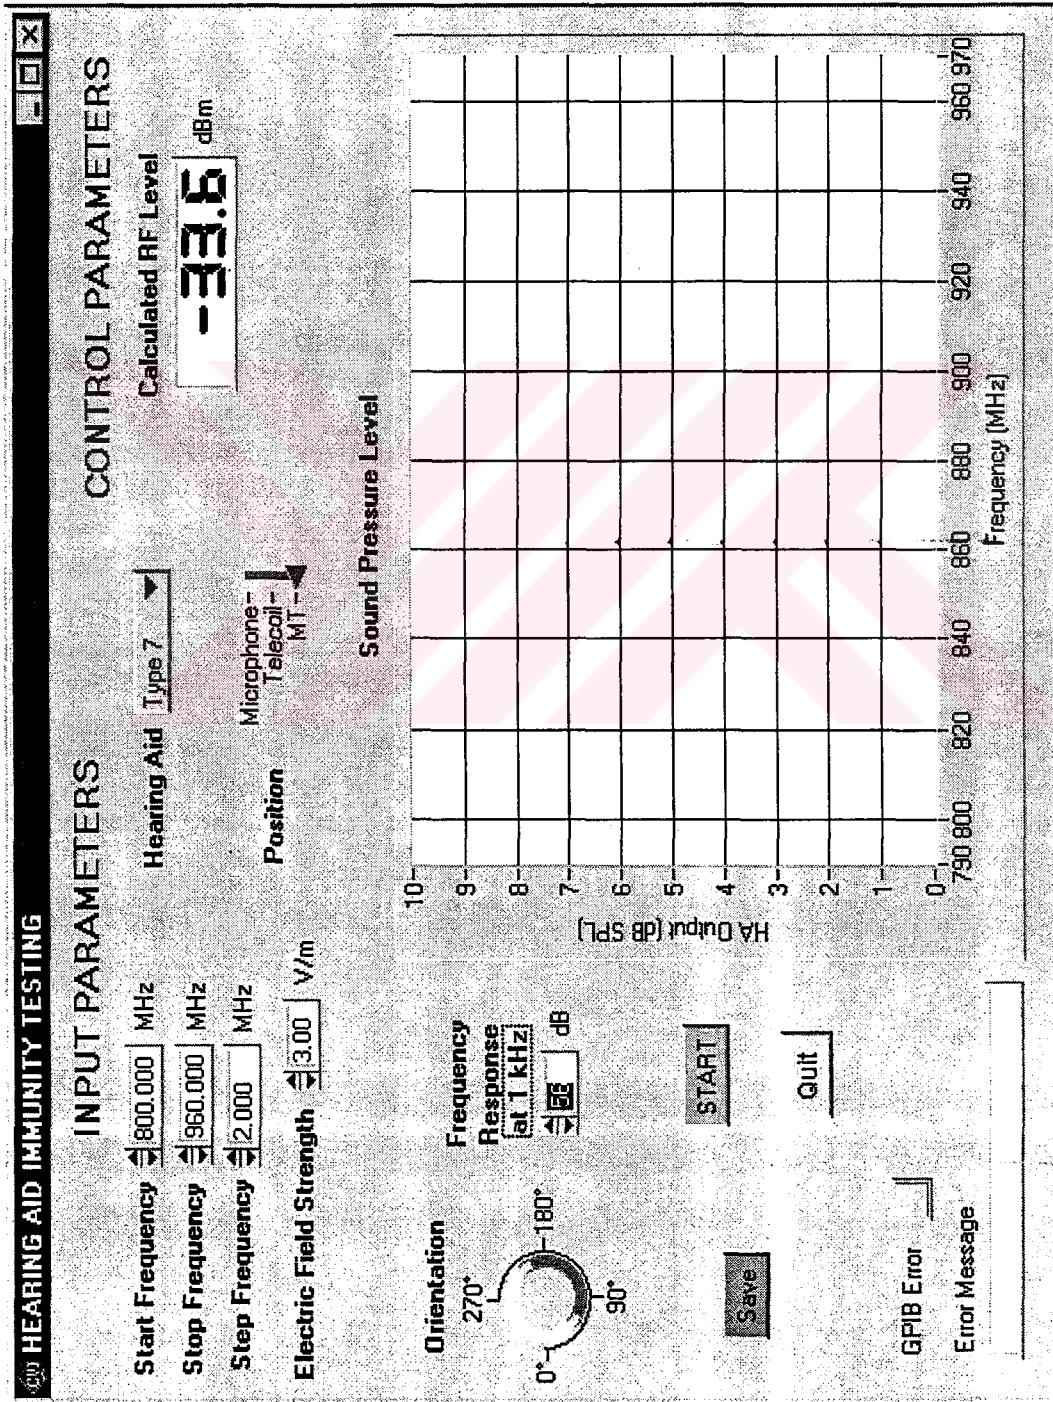 HEARING AID IMMUNITY TESTING
INPUT PARAMETERS
CONTROL PARAMETERS
Start Frequency 800.000 MHz
Stop Frequency 960.000 MHz
Step Frequency 2.000 MHz
Electric Field Strength 3.00 V/m
Hearing Aid Type 7
Position
Microphone-
Telecoil-
MT-
Calculated RF Level
-33.6 dBm
Orientation
270°
0°
180°
90°
Frequency
Response
(at 1 kHz)
dB
Save
START
Quit
GPIB Error
Error Message
Sound Pressure Level
HA Output (dB SPL)
10-
9-
8-
7-
6-
5-
4-
3-
2-
1-
0-
790 800 820 840 860 880 900 920 940 960 970
Frequency (MHz)